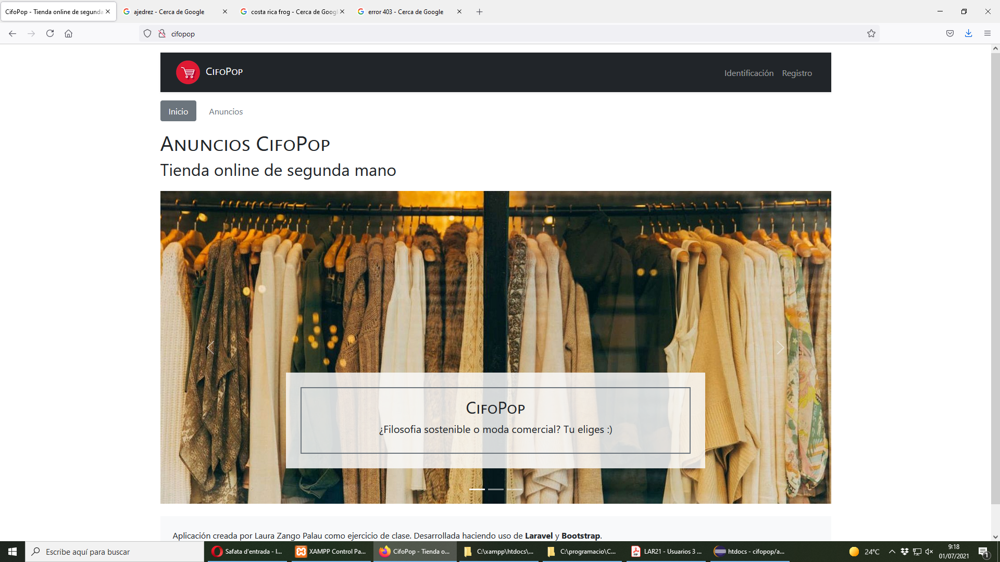 CifoPop - Tienda online de segunda
ajedrez - Cerca de Google
costa rica frog - Cerca de Googl
error 403 - Cerca de Google
cifopop
CifoPop
Identificación
Registro
Inicio
Anuncios
Anuncios CifoPop
Tienda online de segunda mano
CifoPop
¿Filosofia sostenible o moda comercial? Tu eliges :)
Aplicación creada por Laura Zango Palau como ejercicio de clase. Desarrollada haciendo uso de Laravel y Bootstrap.
Escribe aquí para buscar
Safata d'entrada - I...
XAMPP Control Pa...
CifoPop - Tienda o...
C:\xampp\htdocs\...
C:\programacio\C...
LAR21 - Usuarios 3 ...
htdocs - cifopop/a...
24°C
9:18
01/07/2021
1